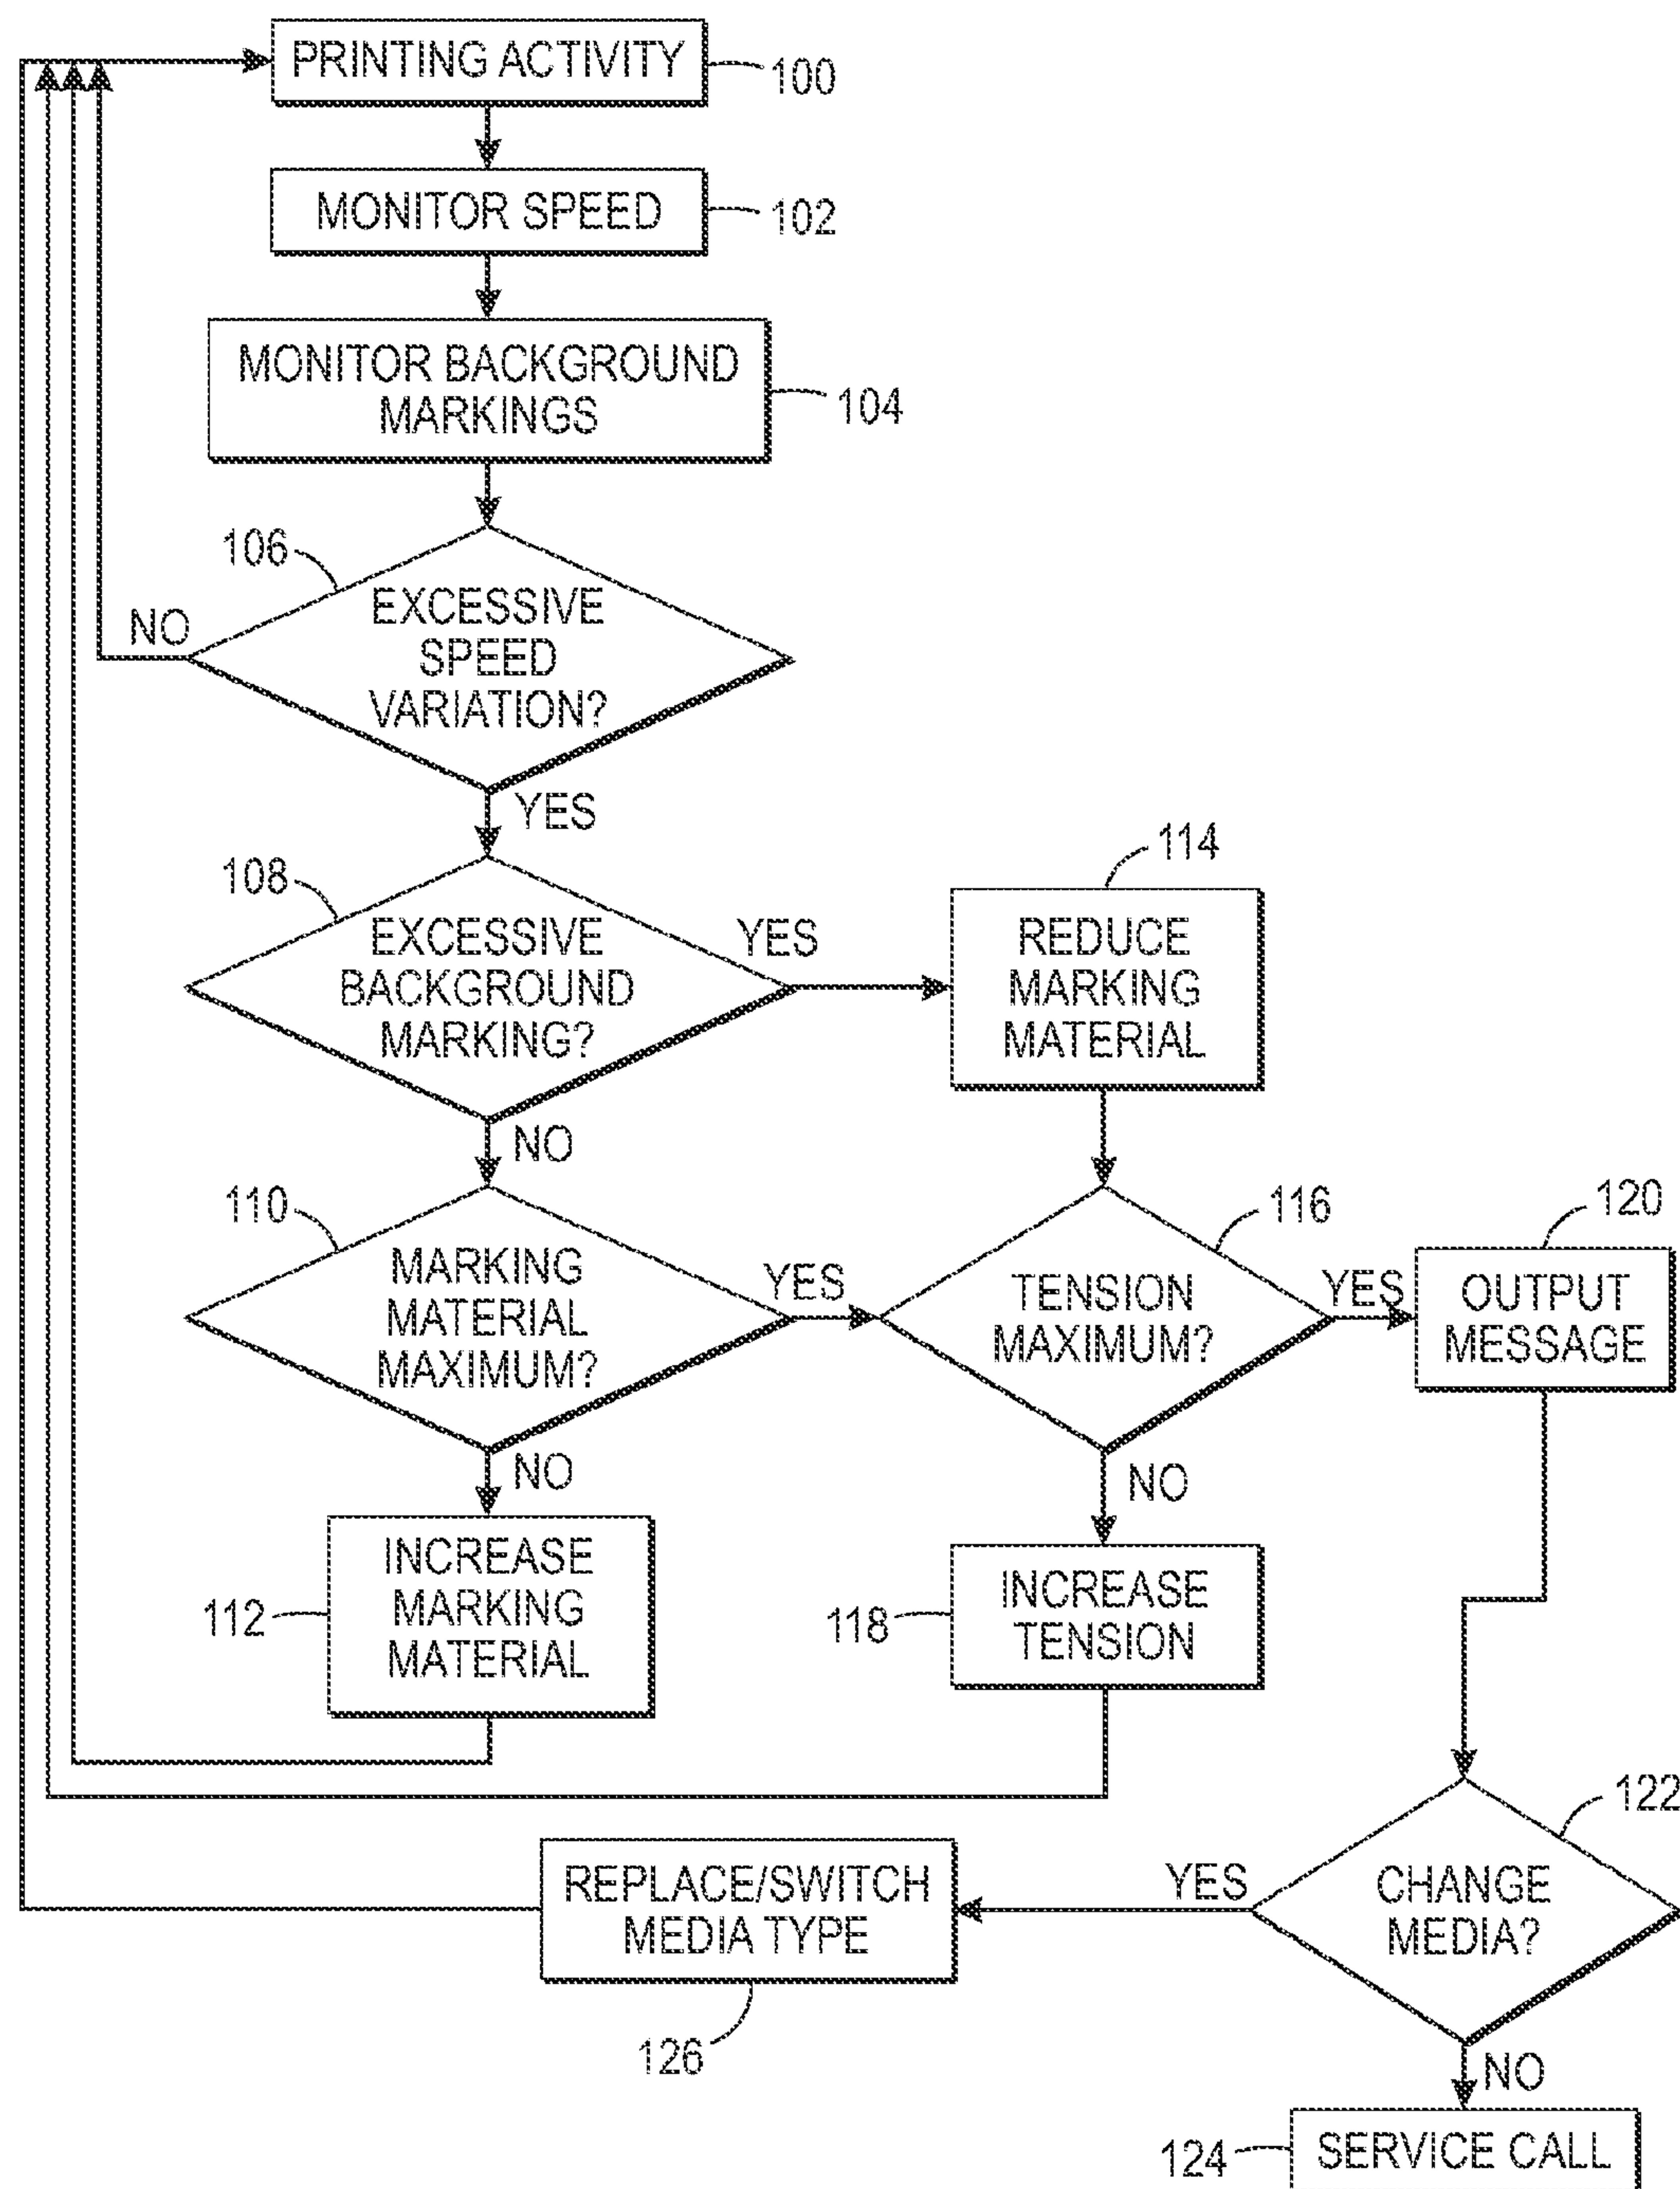 PRINTING ACTIVITY
100
MONITOR SPEED
102
MONITOR BACKGROUND
MARKINGS
104
106
EXCESSIVE
SPEED
VARIATION?
NO
YES
108
EXCESSIVE
BACKGROUND
MARKING?
YES
NO
114
REDUCE
MARKING
MATERIAL
110
MARKING
MATERIAL
MAXIMUM?
YES
NO
116
TENSION
MAXIMUM?
YES
NO
120
OUTPUT
MESSAGE
112
INCREASE
MARKING
MATERIAL
118
INCREASE
TENSION
122
CHANGE
MEDIA?
YES
NO
REPLACE/SWITCH
MEDIA TYPE
126
124
SERVICE CALL